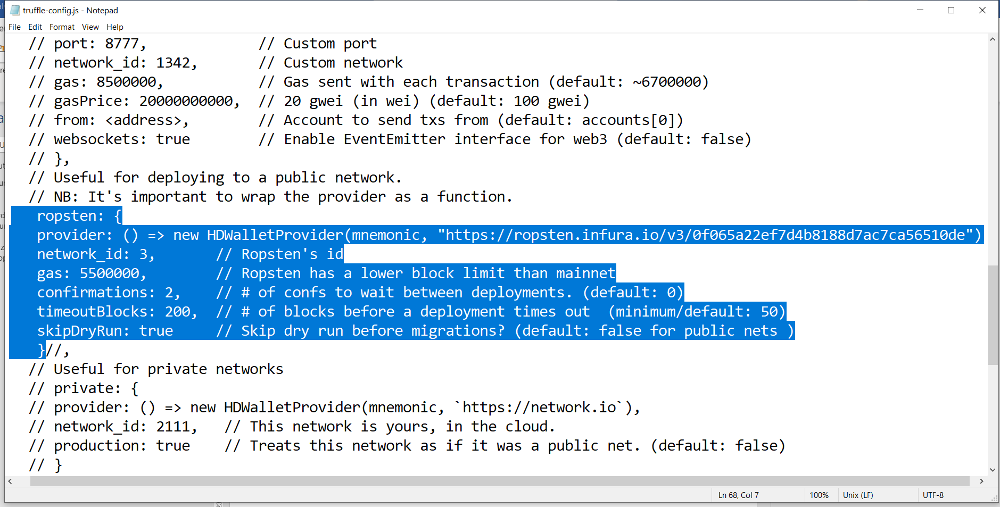 truffle-config.js - Notepad
File Edit Format View Help
// port: 8777, // Custom port
// network_id: 1342, // Custom network
// gas: 8500000, // Gas sent with each transaction (default: ~6700000)
// gasPrice: 20000000000, // 20 gwei (in wei) (default: 100 gwei)
// from: <address>, // Account to send txs from (default: accounts[0])
// websockets: true // Enable EventEmitter interface for web3 (default: false)
// },
// Useful for deploying to a public network.
// NB: It's important to wrap the provider as a function.
ropsten: {
provider: () => new HDWalletProvider(mnemonic, "https://ropsten.infura.io/v3/0f065a22ef7d4b8188d7ac7ca56510de")
network_id: 3, // Ropsten's id
gas: 5500000, // Ropsten has a lower block limit than mainnet
confirmations: 2, // # of confs to wait between deployments. (default: 0)
timeoutBlocks: 200, // # of blocks before a deployment times out (minimum/default: 50)
skipDryRun: true // Skip dry run before migrations? (default: false for public nets )
}//,
// Useful for private networks
// private: {
// provider: () => new HDWalletProvider(mnemonic, `https://network.io`),
// network_id: 2111, // This network is yours, in the cloud.
// production: true // Treats this network as if it was a public net. (default: false)
// }
Ln 68, Col 7 100% Unix (LF) UTF-8